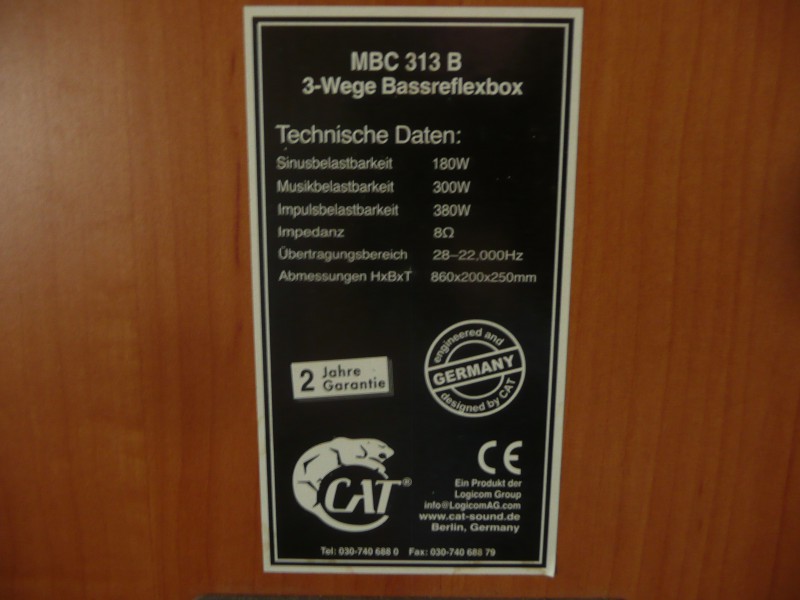 MBC 313 B
3-Wege Bassreflexbox
Technische Daten:
Sinusbelastbarkeit 180W
Musikbelastbarkeit 300W
Impulsbelastbarkeit 380W
Impedanz 8Ω
Übertragungsbereich 28–22.000Hz
Abmessungen HxBxT 860x200x250mm
2 Jahre
Garantie
engineered and
GERMANY
designed by CAT
CAT®
CE
Ein Produkt der
Logicom Group
info@LogicomAG.com
www.cat-sound.de
Berlin, Germany
Tel: 030-740 688 0 Fax: 030-740 688 79